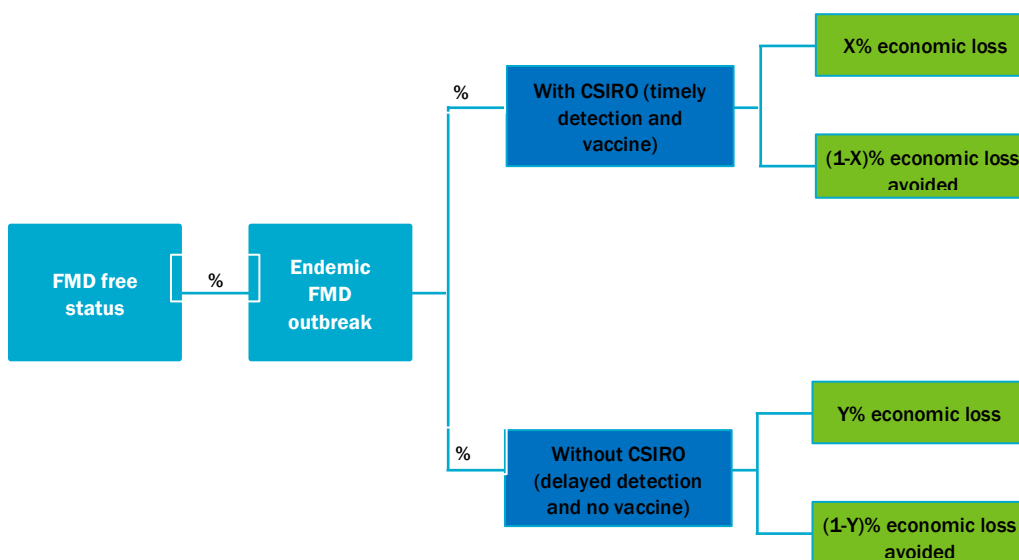 FMD free
status
%
Endemic
FMD
outbreak
%
With CSIRO (timely
detection and
vaccine)
X% economic loss
(1-X)% economic loss
avoided
%
Without CSIRO
(delayed detection
and no vaccine)
Y% economic loss
(1-Y)% economic loss
avoided